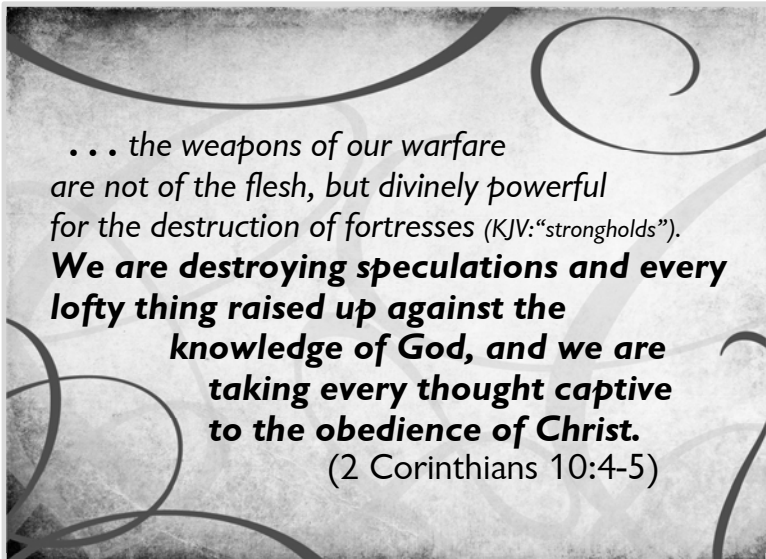 . . . the weapons of our warfare
are not of the flesh, but divinely powerful
for the destruction of fortresses (KJV:“strongholds”).
We are destroying speculations and every
lofty thing raised up against the
knowledge of God, and we are
taking every thought captive
to the obedience of Christ.
(2 Corinthians 10:4-5)